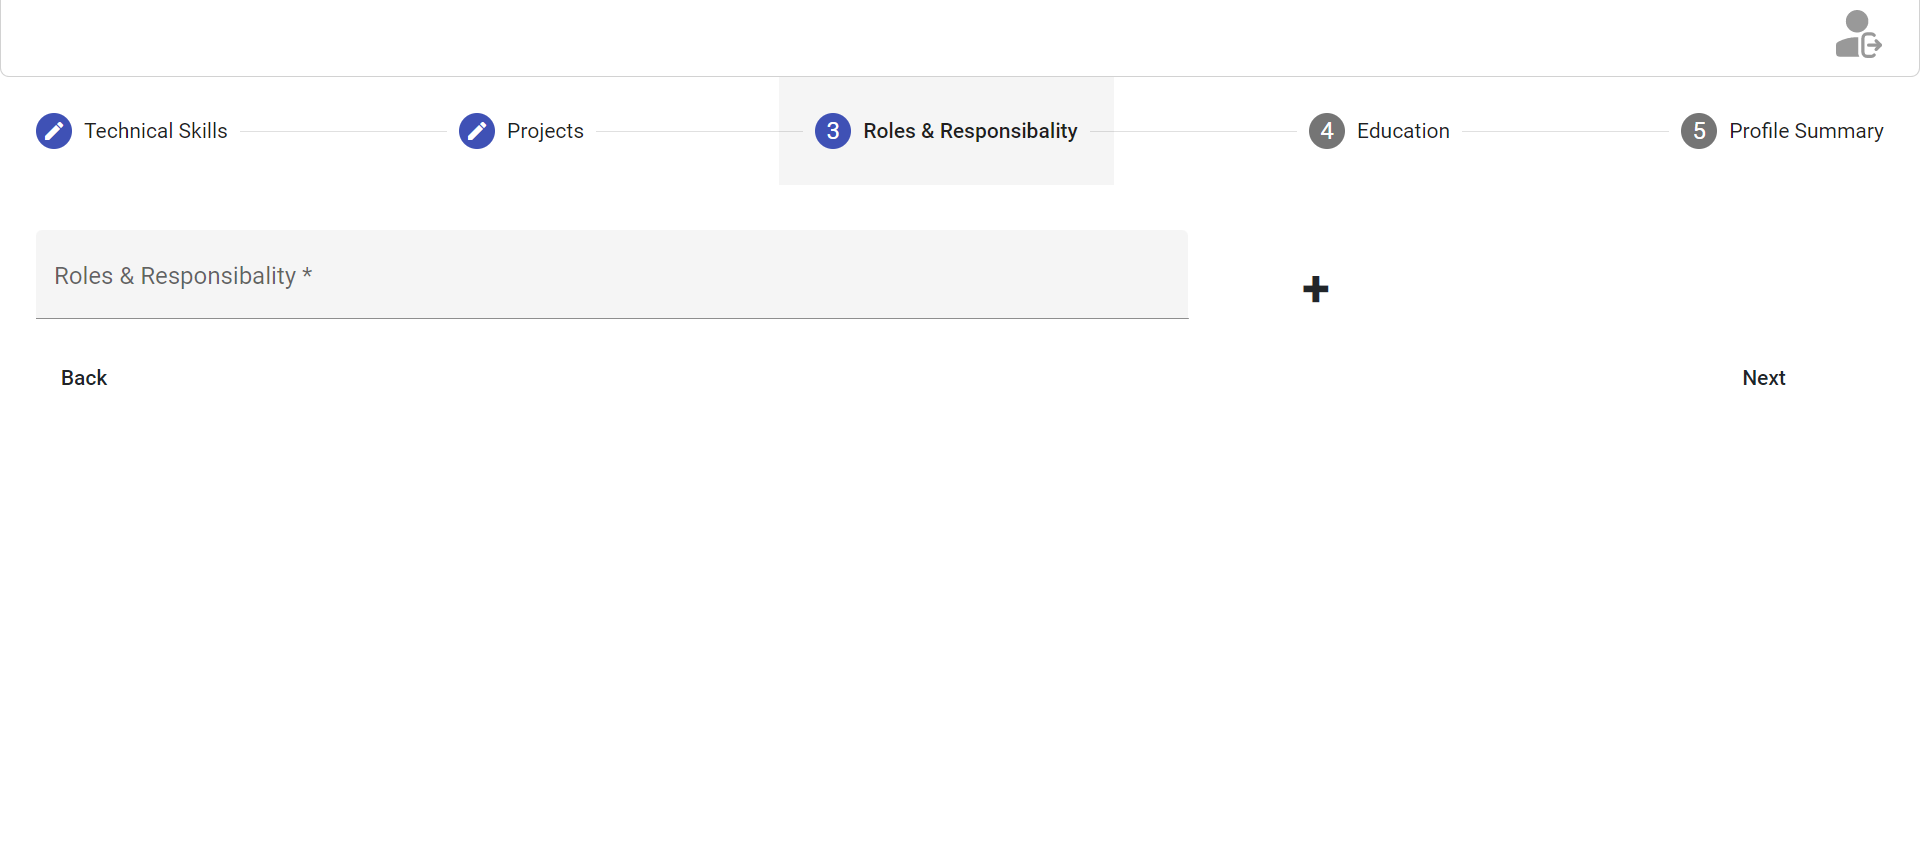 Technical Skills
Projects
3 Roles & Responsibality
4 Education
5 Profile Summary
Roles & Responsibality *
Back
Next